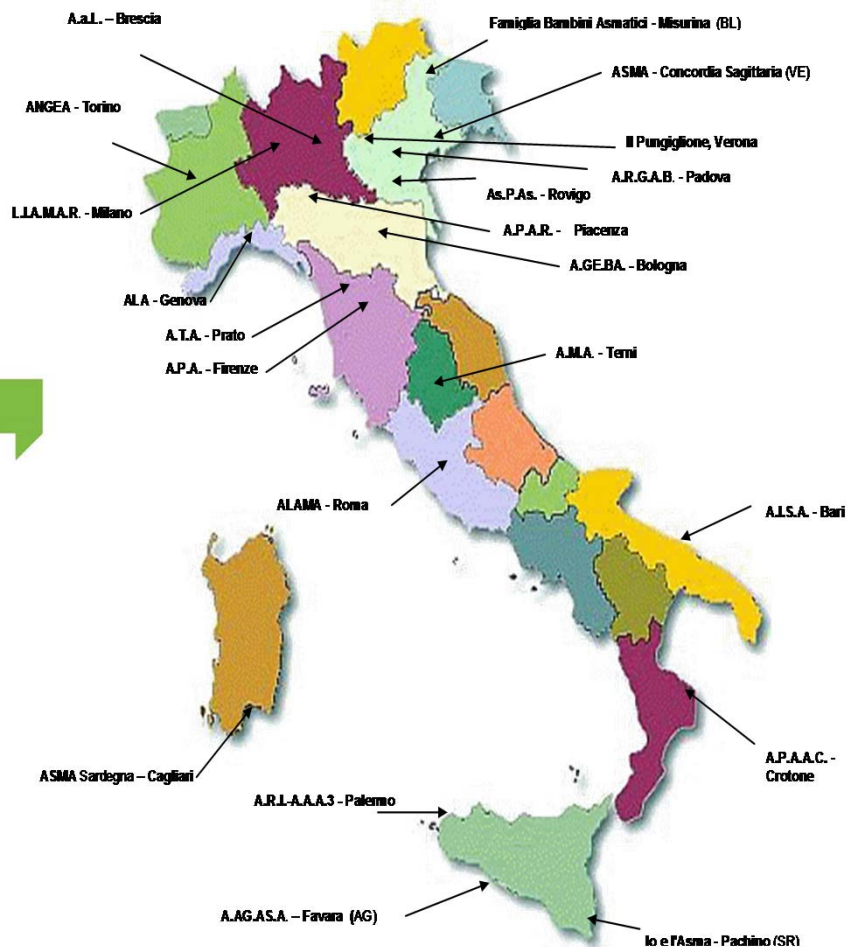 A.a.L. – Brescia
Famiglia Bambini Asmatici - Misurina (BL)
ASMA - Concordia Sagittaria (VE)
ANGEA - Torino
Il Pungiglione, Verona
A.R.G.A.B. - Padova
As.P.As. - Rovigo
L.I.A.M.A.R. - Milano
A.P.A.R. - Piacenza
A.GE.BA. - Bologna
ALA - Genova
A.T.A. - Prato
A.P.A. - Firenze
A.M.A. - Terni
ALAMA - Roma
A.I.S.A. - Bari
A.P.A.A.C. -
Crotone
ASMA Sardegna – Cagliari
A.R.I.-A.A.A.3 - Palermo
A.AG.AS.A. – Favara (AG)
Io e l'Asma - Pachino (SR)